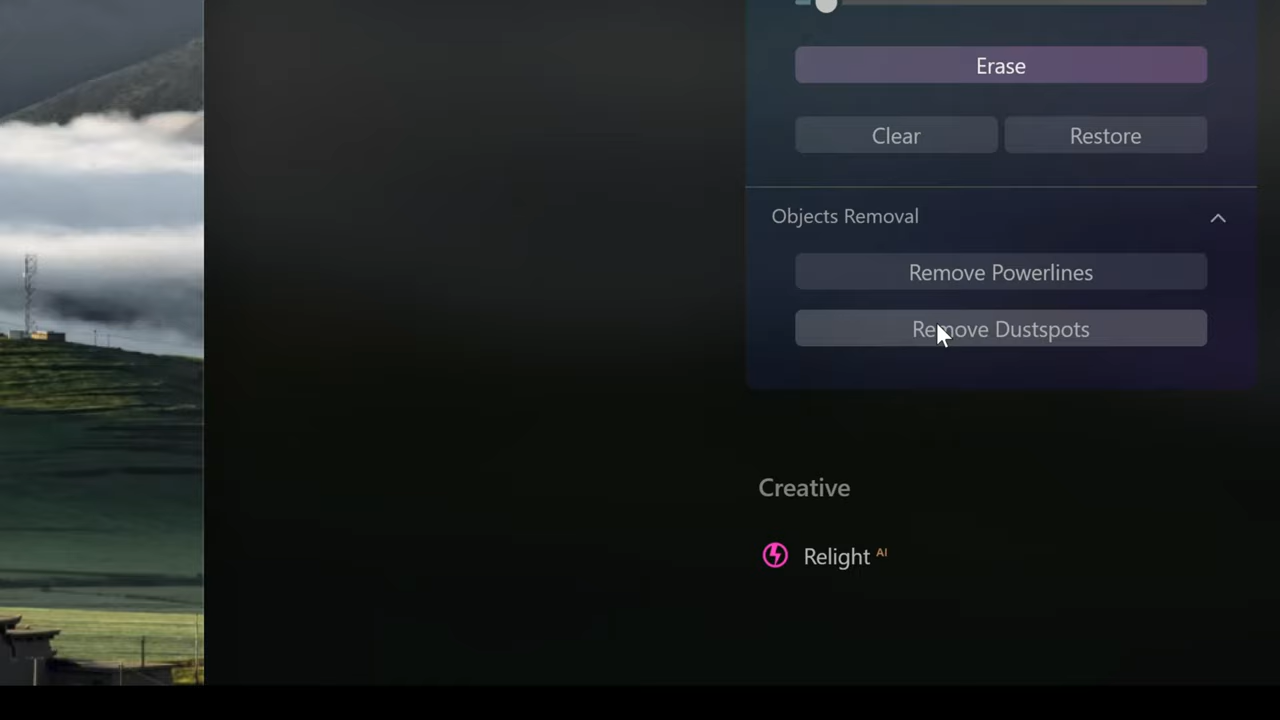 Erase
Clear
Restore
Objects Removal
Remove Powerlines
Remove Dustspots
Creative
Relight AI